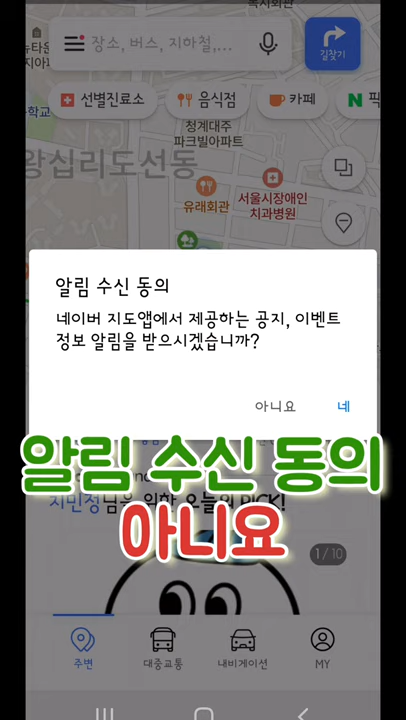 장소, 버스, 지하철,...
길찾기
선별진료소
음식점
카페
N 픽
청계대주
파크빌아파트
왕십리도선동
유래회관
서울시장애인
치과병원
알림 수신 동의
네이버 지도앱에서 제공하는 공지, 이벤트
정보 알림을 받으시겠습니까?
아니요
네
알림 수신 동의
아니요
지민정님을 위한 오늘의 PICK!
1/10
주변
대중교통
내비게이션
MY